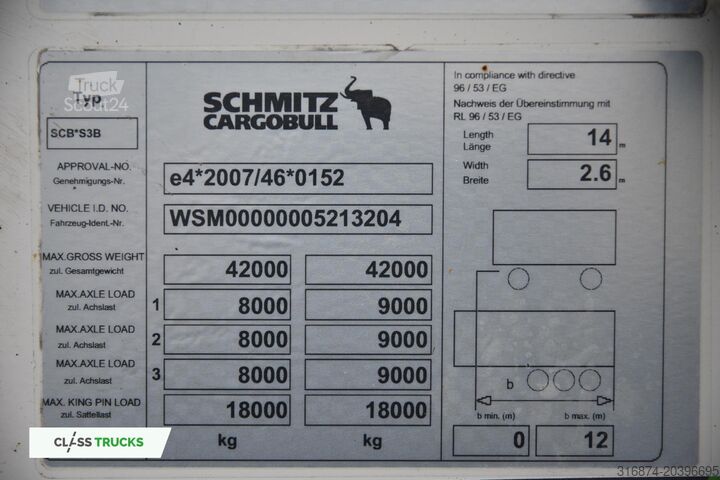 Truck
Scout24
Typ
SCB*S3B
SCHMITZ
CARGOBULL
In compliance with directive
96 / 53 / EG
Nachweis der Übereinstimmung mit
RL 96 / 53 / EG
Length
Länge
14 m
Width
Breite
2.6 m
APPROVAL-NO.
Genehmigungs-Nr.
e4*2007/46*0152
VEHICLE I.D. NO.
Fahrzeug-Ident.-Nr.
WSM00000005213204
MAX.GROSS WEIGHT
zul. Gesamtgewicht
42000 42000
MAX.AXLE LOAD
zul. Achslast
1 8000 9000
MAX.AXLE LOAD
zul. Achslast
2 8000 9000
MAX.AXLE LOAD
zul. Achslast
3 8000 9000
MAX. KING PIN LOAD
zul. Sattellast
18000 18000
kg kg
b
b min. (m) b max. (m)
0 12
CLASSTRUCKS
316874-20396695